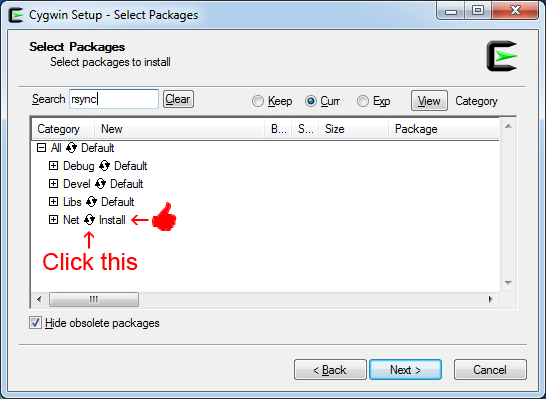 Cygwin Setup - Select Packages
Select Packages
Select packages to install
Search rsync Clear Keep Curr Exp View Category
Category New B... S... Size Package
All Default
Debug Default
Devel Default
Libs Default
Net Install
Click this
Hide obsolete packages
< Back Next > Cancel